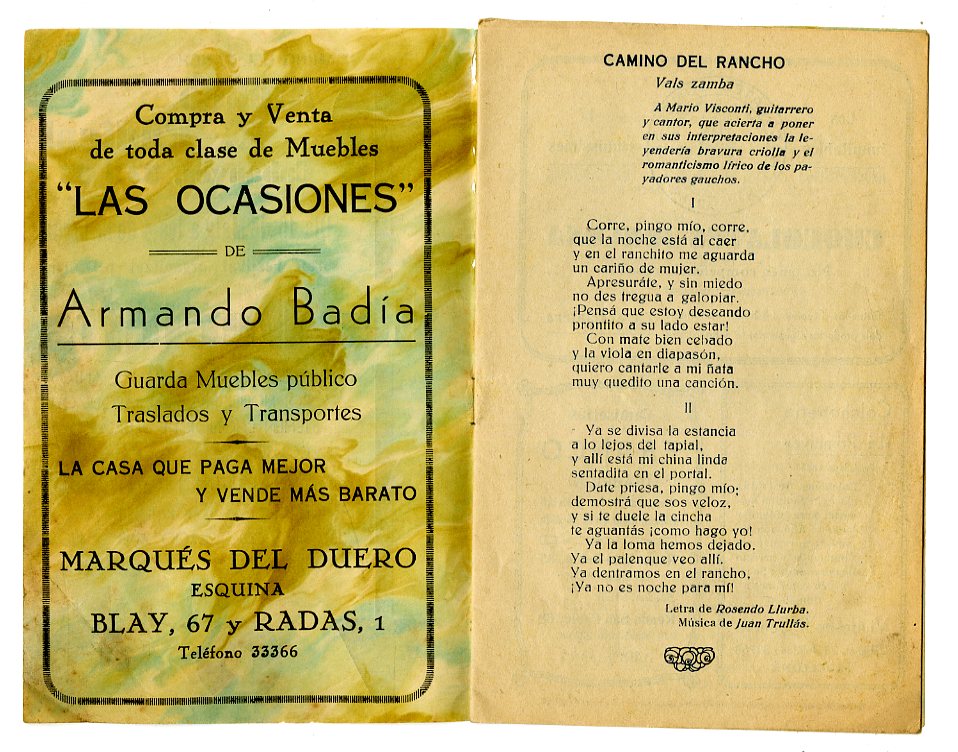 Compra y Venta
de toda clase de Muebles
“LAS OCASIONES”
DE
Armando Badía
Guarda Muebles público
Traslados y Transportes
LA CASA QUE PAGA MEJOR
Y VENDE MÁS BARATO
MARQUÉS DEL DUERO
ESQUINA
BLAY, 67 y RADAS, 1
Teléfono 33366
CAMINO DEL RANCHO
Vals zamba
A Mario Visconti, guitarrero
y cantor, que acierta a poner
en sus interpretaciones la le-
yendería bravura criolla y el
romanticismo lírico de los pa-
yadores gauchos.
I
Corre, pingo mío, corre,
que la noche está al caer
y en el ranchito me aguarda
un cariño de mujer.
Apresuráte, y sin miedo
no des tregua a galopiar.
¡Pensá que estoy deseando
prontito a su lado estar!
Con mate bien cebado
y la viola en diapasón,
quiero cantarle a mi ñata
muy quedito una canción.
II
Ya se divisa la estancia
a lo lejos del tapial,
y allí está mi china linda
sentadita en el portal.
Date priesa, pingo mío;
demostrá que sos veloz,
y si te duele la cincha
te aguantás ¡como hago yo!
Ya la loma hemos dejado.
Ya el palenque veo allí.
Ya dentramos en el rancho,
¡Ya no es noche para mí!
Letra de Rosendo Llurba.
Música de Juan Trullás.